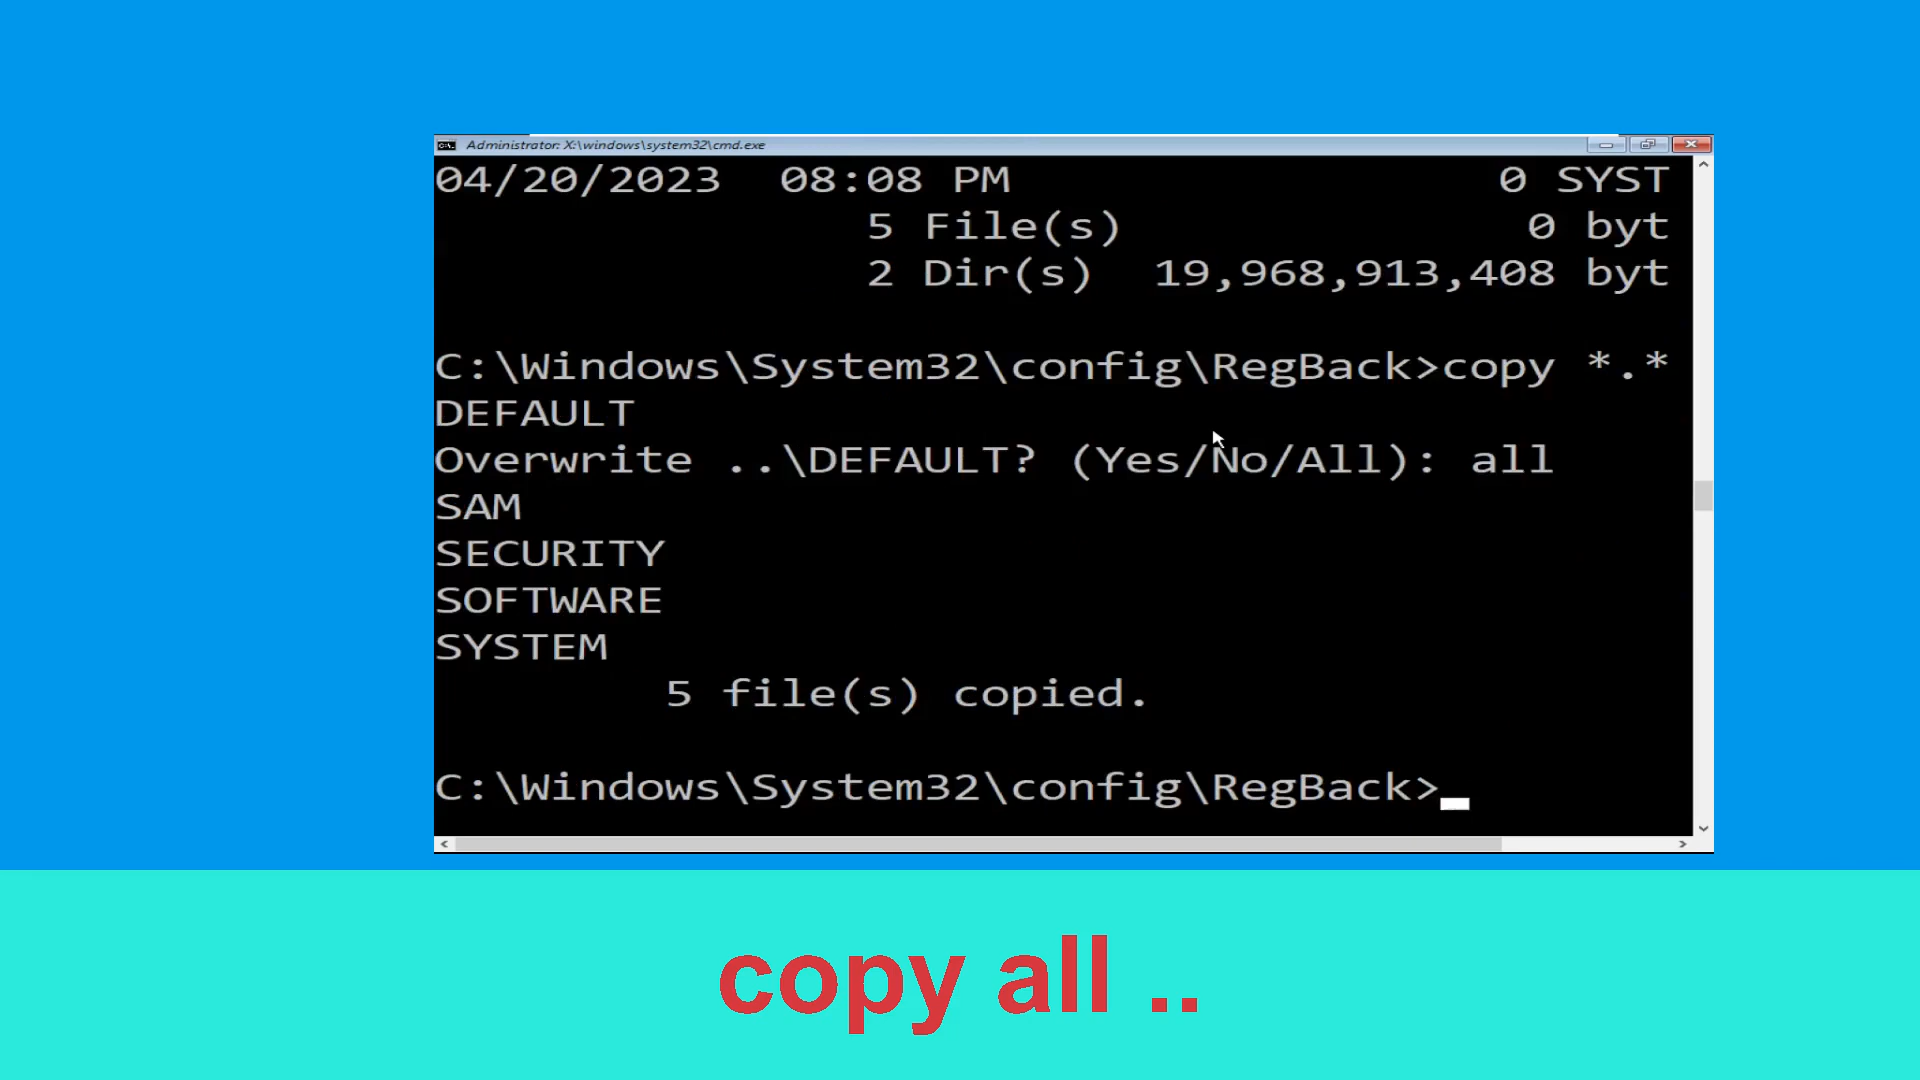 Administrator: X:\windows\system32\cmd.exe
04/20/2023  08:08 PM                 0 SYST
               5 File(s)              0 byt
               2 Dir(s)  19,968,913,408 byt
C:\Windows\System32\config\RegBack>copy *.*
DEFAULT
Overwrite ..\DEFAULT? (Yes/No/All): all
SAM
SECURITY
SOFTWARE
SYSTEM
        5 file(s) copied.
C:\Windows\System32\config\RegBack>
copy all ..